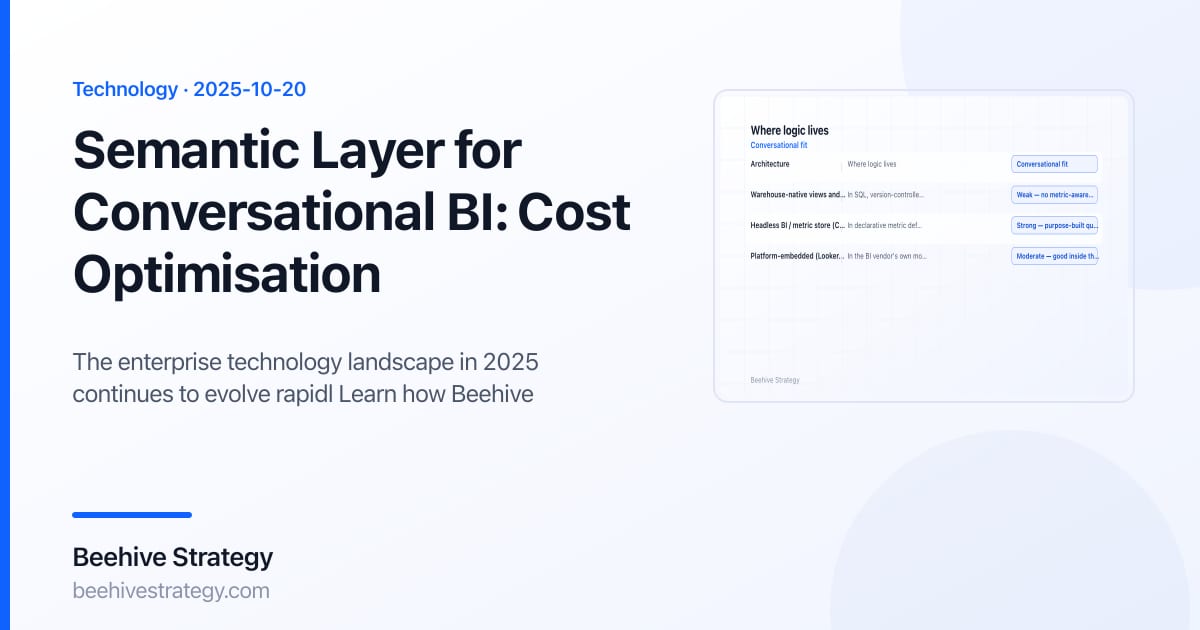 Technology · 2025-10-20
Semantic Layer for
Conversational BI: Cost
Optimisation
The enterprise technology landscape in 2025
continues to evolve rapidl Learn how Beehive
Beehive Strategy
beehivestrategy.com
Where logic lives
Conversational fit
Architecture Where logic lives Conversational fit
Warehouse-native views and... In SQL, version-controlle... Weak — no metric-aware...
Headless BI / metric store (C... In declarative metric def... Strong — purpose-built qu...
Platform-embedded (Looker... In the BI vendor's own mo... Moderate — good inside th...
Beehive Strategy